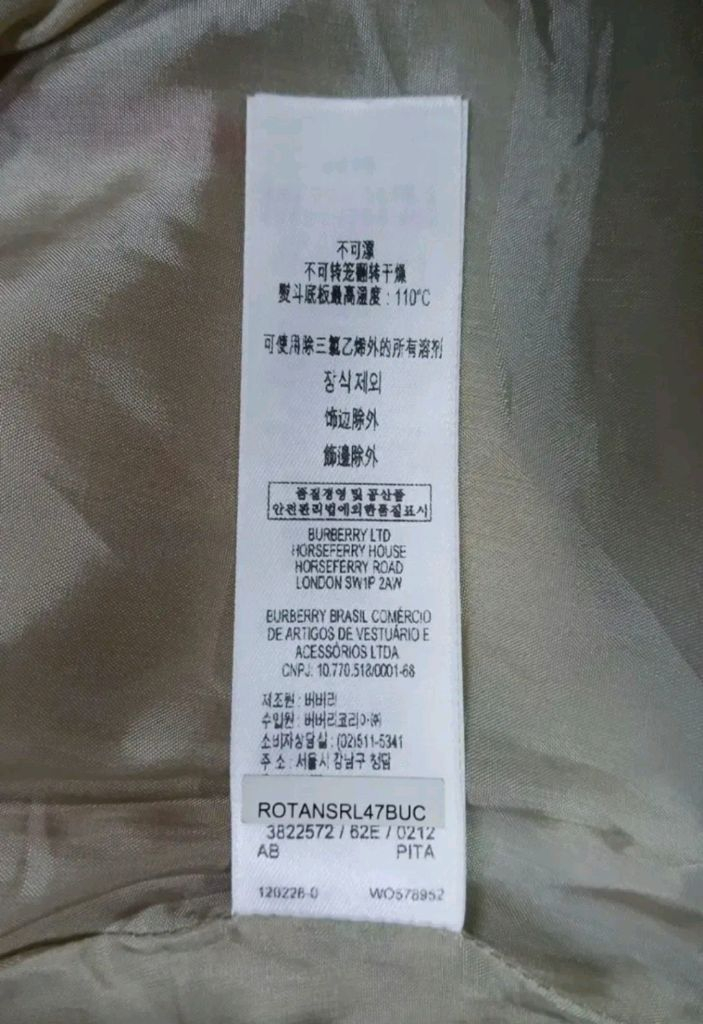 不可漂
不可转笼翻转干燥
熨斗底板最高温度：110°C
可使用除三氯乙烯外的所有溶剂
장식제외
饰边除外
飾邊除外
품질경영 및 공산품
안전관리법에의한품질표시
BURBERRY LTD
HORSEFERRY HOUSE
HORSEFERRY ROAD
LONDON SW1P 2AW
BURBERRY BRASIL COMÉRCIO
DE ARTIGOS DE VESTUÁRIO E
ACESSÓRIOS LTDA
CNPJ: 10.770.518/0001-68
제조원 : 버버리
수입원 : 버버리코리아㈜
소비자상담실 : (02)511-5341
주 소 : 서울시 강남구 청담
ROTANSRL47BUC
3822572 / 62E / 0212
AB PITA
120228-0 WO578952